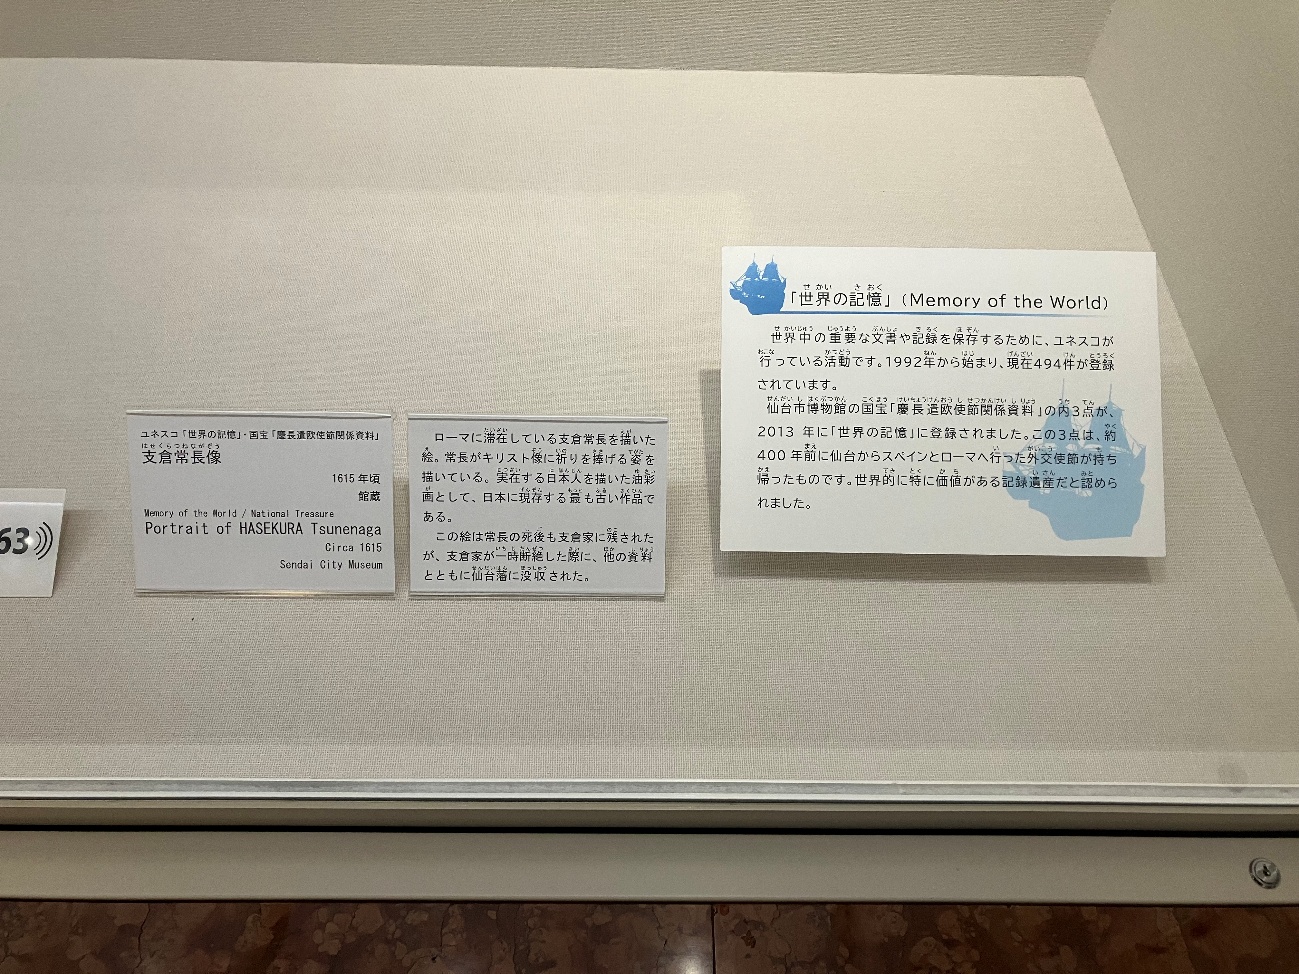 63
ユネスコ「世界の記憶」・国宝「慶長遣欧使節関係資料」
はせくらつねながぞう
支倉常長像
1615年頃
館蔵
Memory of the World / National Treasure
Portrait of HASEKURA Tsunenaga
Circa 1615
Sendai City Museum
ローマに滞在している支倉常長を描いた
絵。常長がキリスト像に祈りを捧げる姿を
描いている。実在する日本人を描いた油彩
画として、日本に現存する最も古い作品で
ある。
この絵は常長の死後も支倉家に残された
が、支倉家が一時断絶した際に、他の資料
とともに仙台藩に没収された。
「世界の記憶」(Memory of the World)
世界中の重要な文書や記録を保存するために、ユネスコが
行っている活動です。1992年から始まり、現在494件が登録
されています。
仙台市博物館の国宝「慶長遣欧使節関係資料」の内3点が、
2013 年に「世界の記憶」に登録されました。この3点は、約
400 年前に仙台からスペインとローマへ行った外交使節が持ち
帰ったものです。世界的に特に価値がある記録遺産だと認めら
れました。